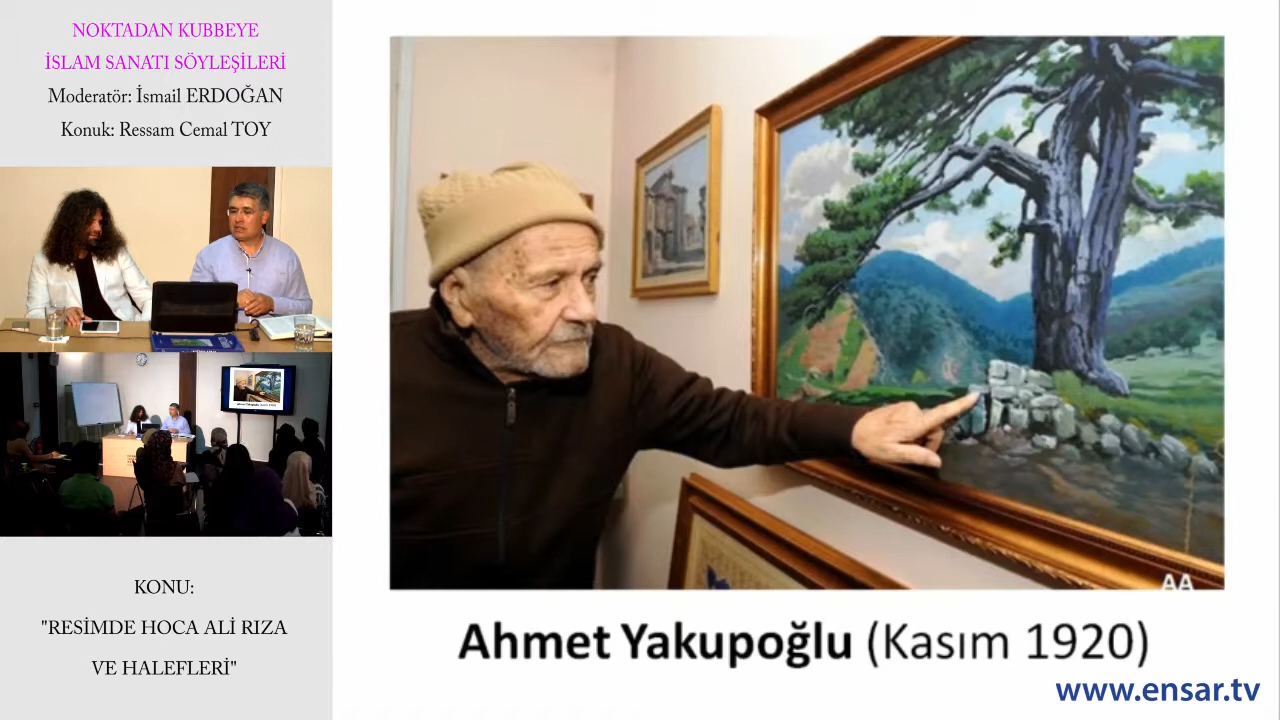 NOKTADAN KUBBEYE
İSLAM SANATI SÖYLEŞİLERİ
Moderatör: İsmail ERDOĞAN
Konuk: Ressam Cemal TOY
KONU:
"RESİMDE HOCA ALİ RIZA
VE HALEFLERİ"
AA
Ahmet Yakupoğlu (Kasım 1920)
www.ensar.tv